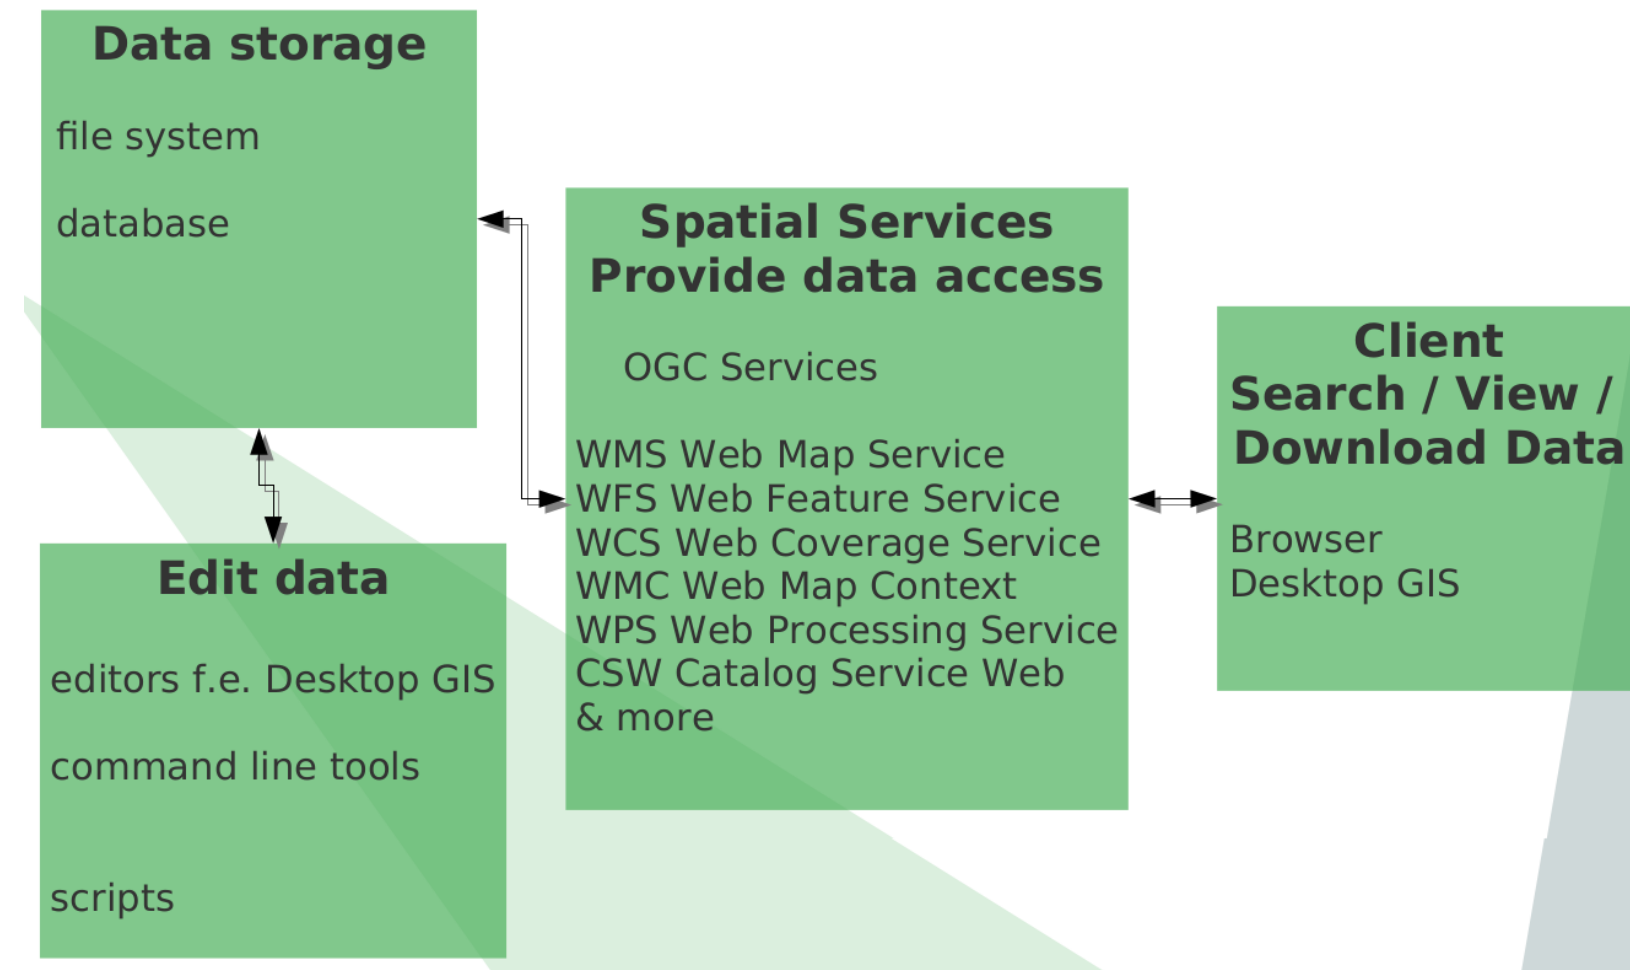 Data storage
file system
database
Edit data
editors f.e. Desktop GIS
command line tools
scripts
Spatial Services
Provide data access
OGC Services
WMS Web Map Service
WFS Web Feature Service
WCS Web Coverage Service
WMC Web Map Context
WPS Web Processing Service
CSW Catalog Service Web
& more
Client
Search / View /
Download Data
Browser
Desktop GIS